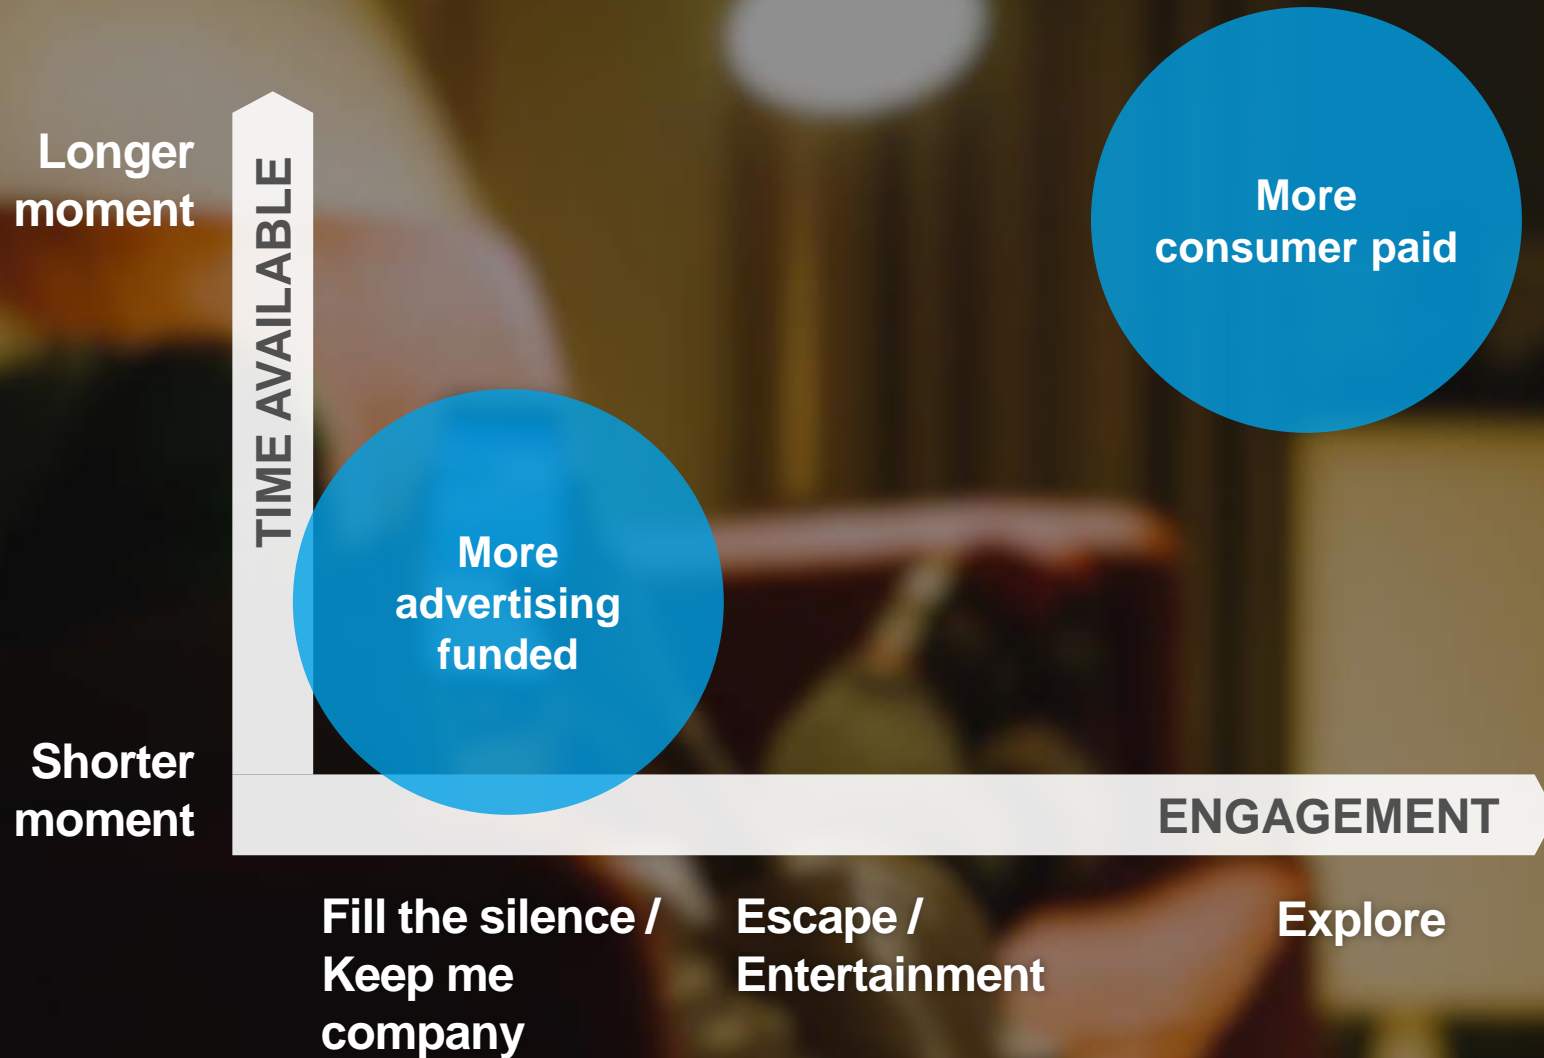 Longer
moment
TIME AVAILABLE
More
consumer paid
More
advertising
funded
Shorter
moment
ENGAGEMENT
Fill the silence /
Keep me
company
Escape /
Entertainment
Explore